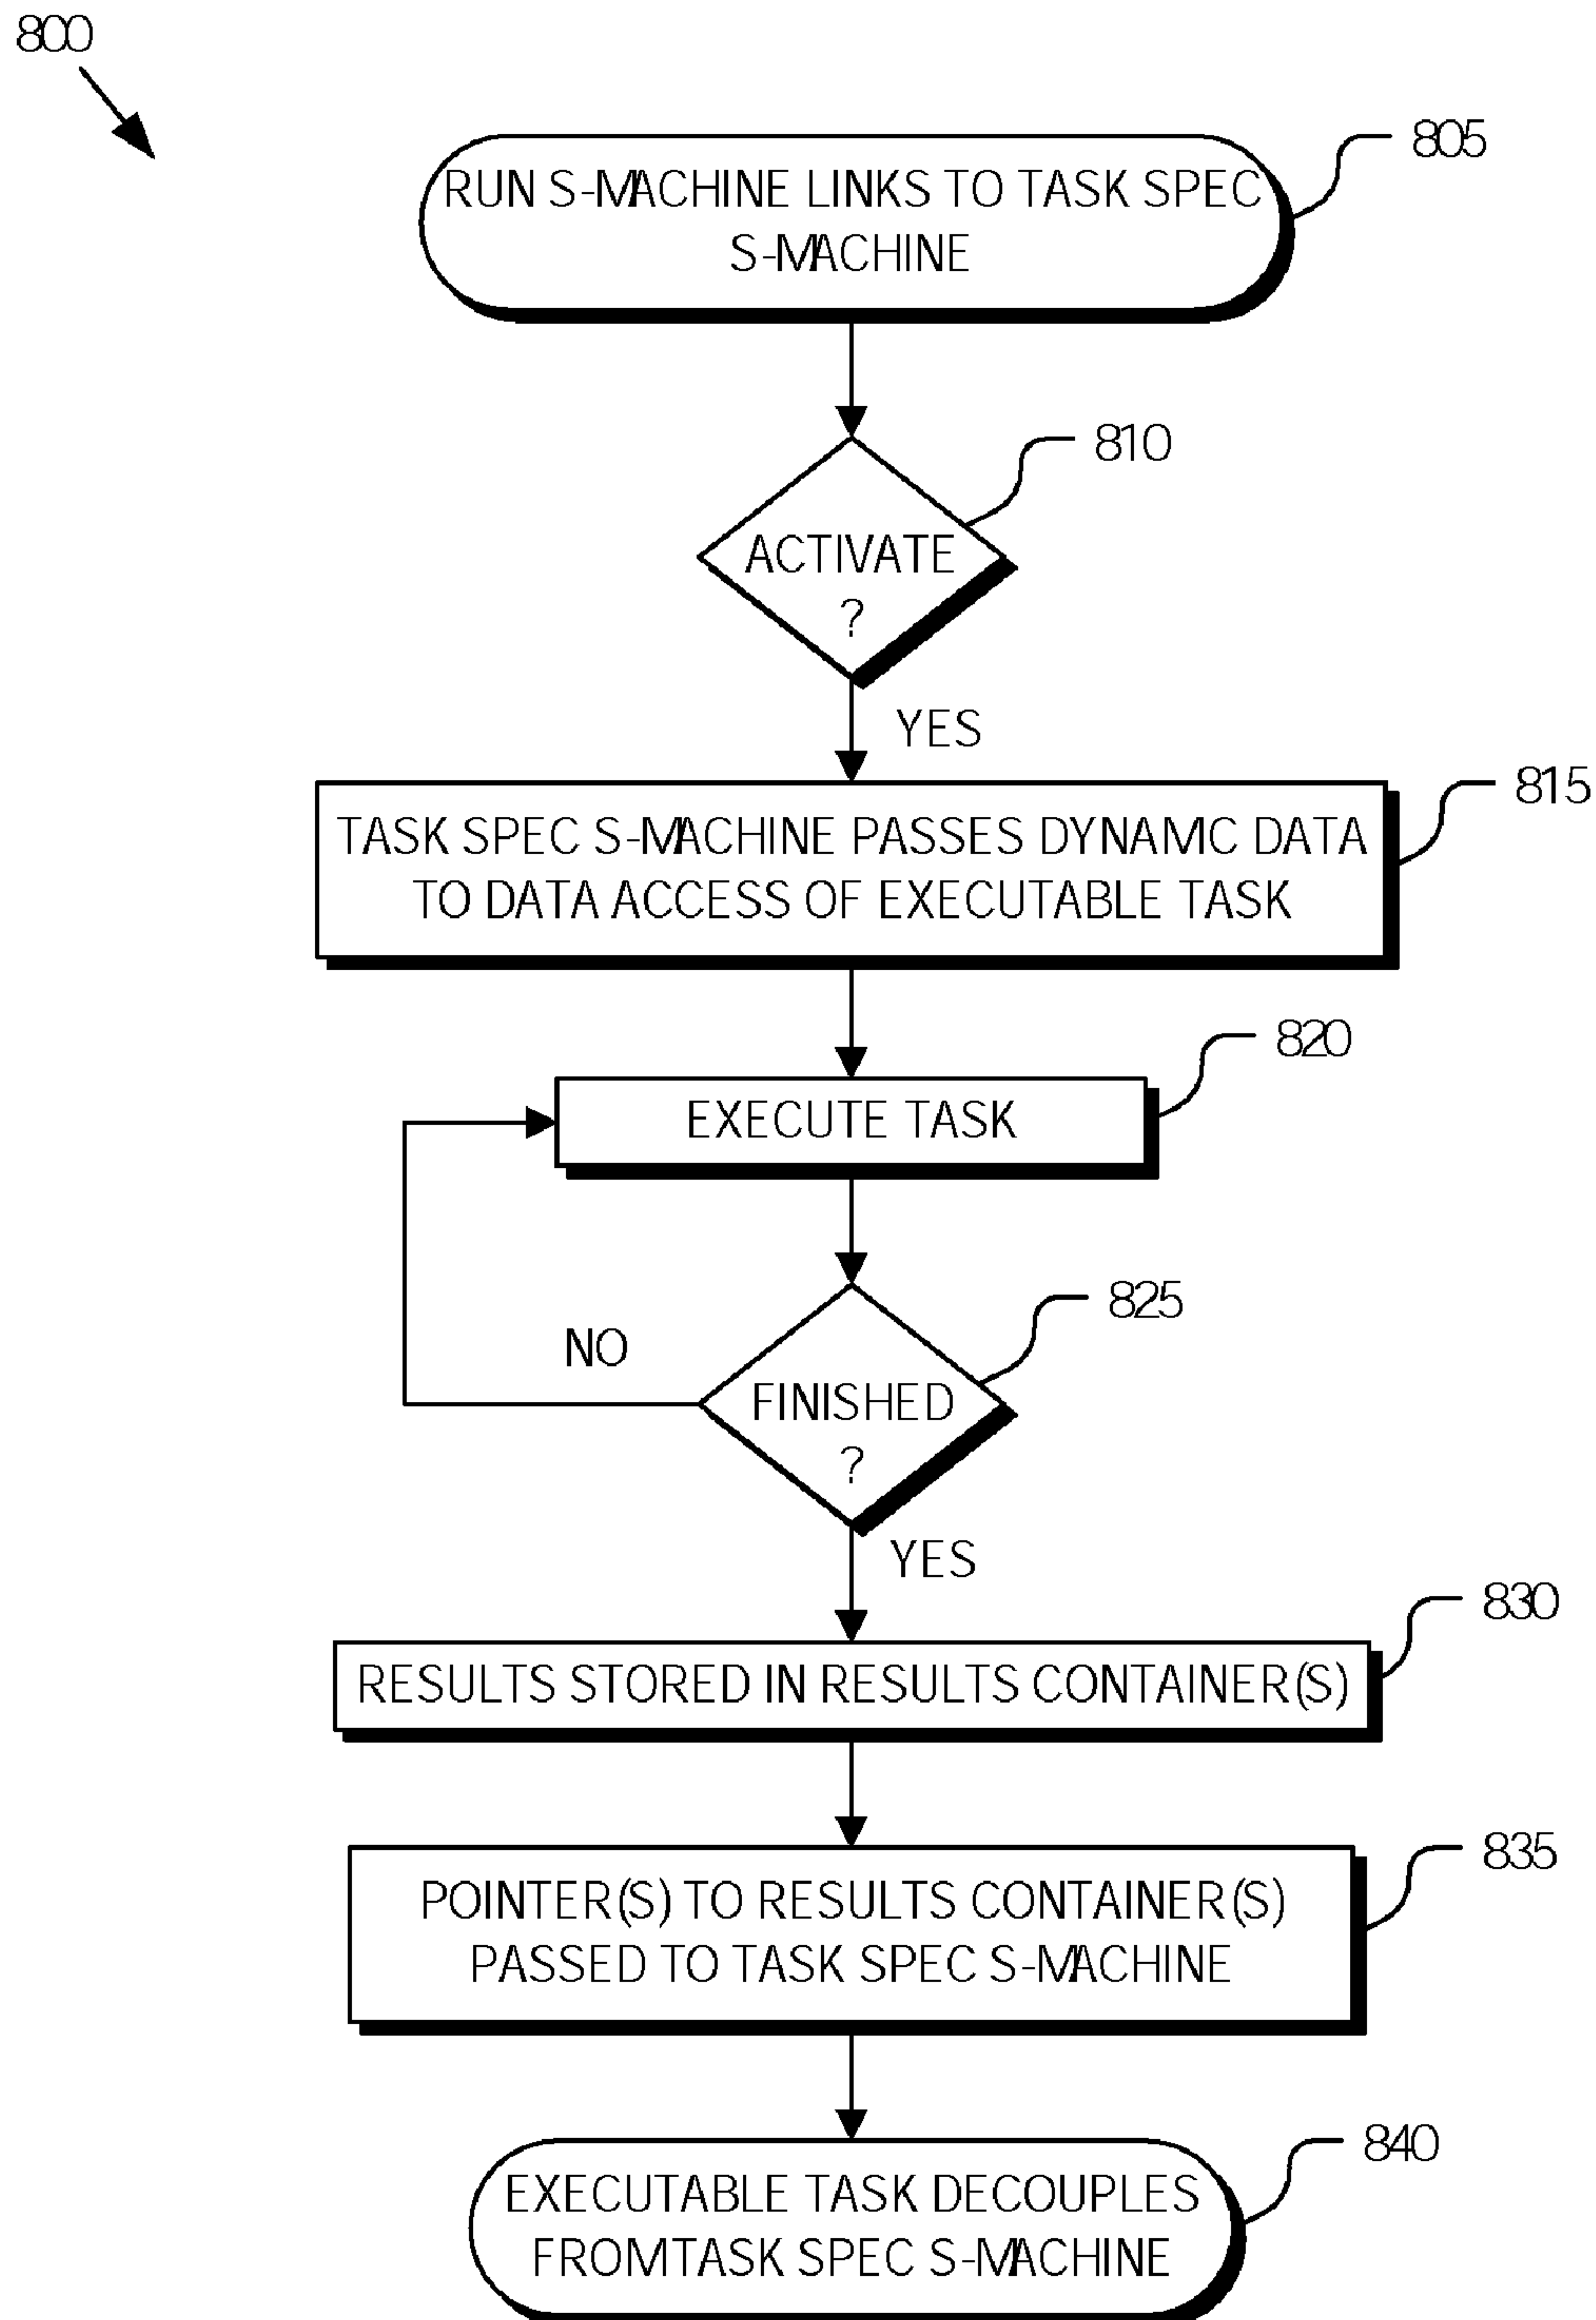 800
805
RUN S-MACHINE LINKS TO TASK SPEC
S-MACHINE
810
ACTIVATE
?
YES
815
TASK SPEC S-MACHINE PASSES DYNAMC DATA
TO DATA ACCESS OF EXECUTABLE TASK
820
EXECUTE TASK
825
NO
FINISHED
?
YES
830
RESULTS STORED IN RESULTS CONTAINER(S)
835
POINTER(S) TO RESULTS CONTAINER(S)
PASSED TO TASK SPEC S-MACHINE
840
EXECUTABLE TASK DECOUPLES
FROMTASK SPEC S-MACHINE